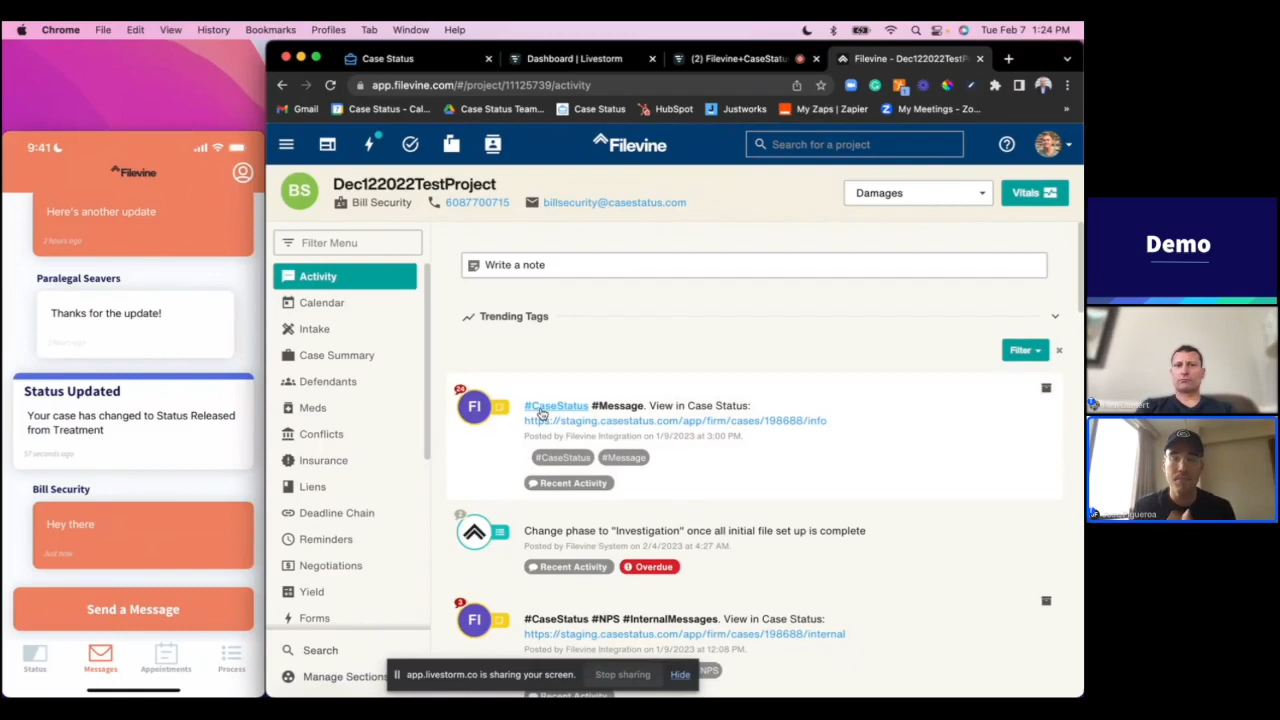 Chrome File Edit View History Bookmarks Profiles Tab Window Help
Tue Feb 7 1:24 PM
Case Status
Dashboard | Livestorm
(2) Filevine+CaseStatu
Filevine - Dec122022TestP
app.filevine.com/#/project/11125739/activity
Gmail
Case Status - Cal...
Case Status Team...
Case Status
HubSpot
Justworks
My Zaps | Zapier
My Meetings - Zo...
»
9:41
Filevine
Here's another update
2 hours ago
Paralegal Seavers
Thanks for the update!
Status Updated
Your case has changed to Status Released
from Treatment
57 seconds ago
Bill Security
Hey there
Just now
Send a Message
Status
Messages
Appointments
Process
Filevine
Search for a project
BS
Dec122022TestProject
Bill Security
6087700715
billsecurity@casestatus.com
Damages
Vitals
Filter Menu
Activity
Calendar
Intake
Case Summary
Defendants
Meds
Conflicts
Insurance
Liens
Deadline Chain
Reminders
Negotiations
Yield
Forms
Search
Manage Sections
Write a note
Trending Tags
Filter
24
FI
#CaseStatus #Message. View in Case Status:
https://staging.casestatus.com/app/firm/cases/198688/info
Posted by Filevine Integration on 1/9/2023 at 3:00 PM.
#CaseStatus
#Message
Recent Activity
Change phase to "Investigation" once all initial file set up is complete
Posted by Filevine System on 2/4/2023 at 4:27 AM.
Recent Activity
Overdue
3
FI
#CaseStatus #NPS #InternalMessages. View in Case Status:
https://staging.casestatus.com/app/firm/cases/198688/internal
Posted by Filevine Integration on 1/9/2023 at 12:08 PM.
NPS
app.livestorm.co is sharing your screen.
Stop sharing
Hide
Demo